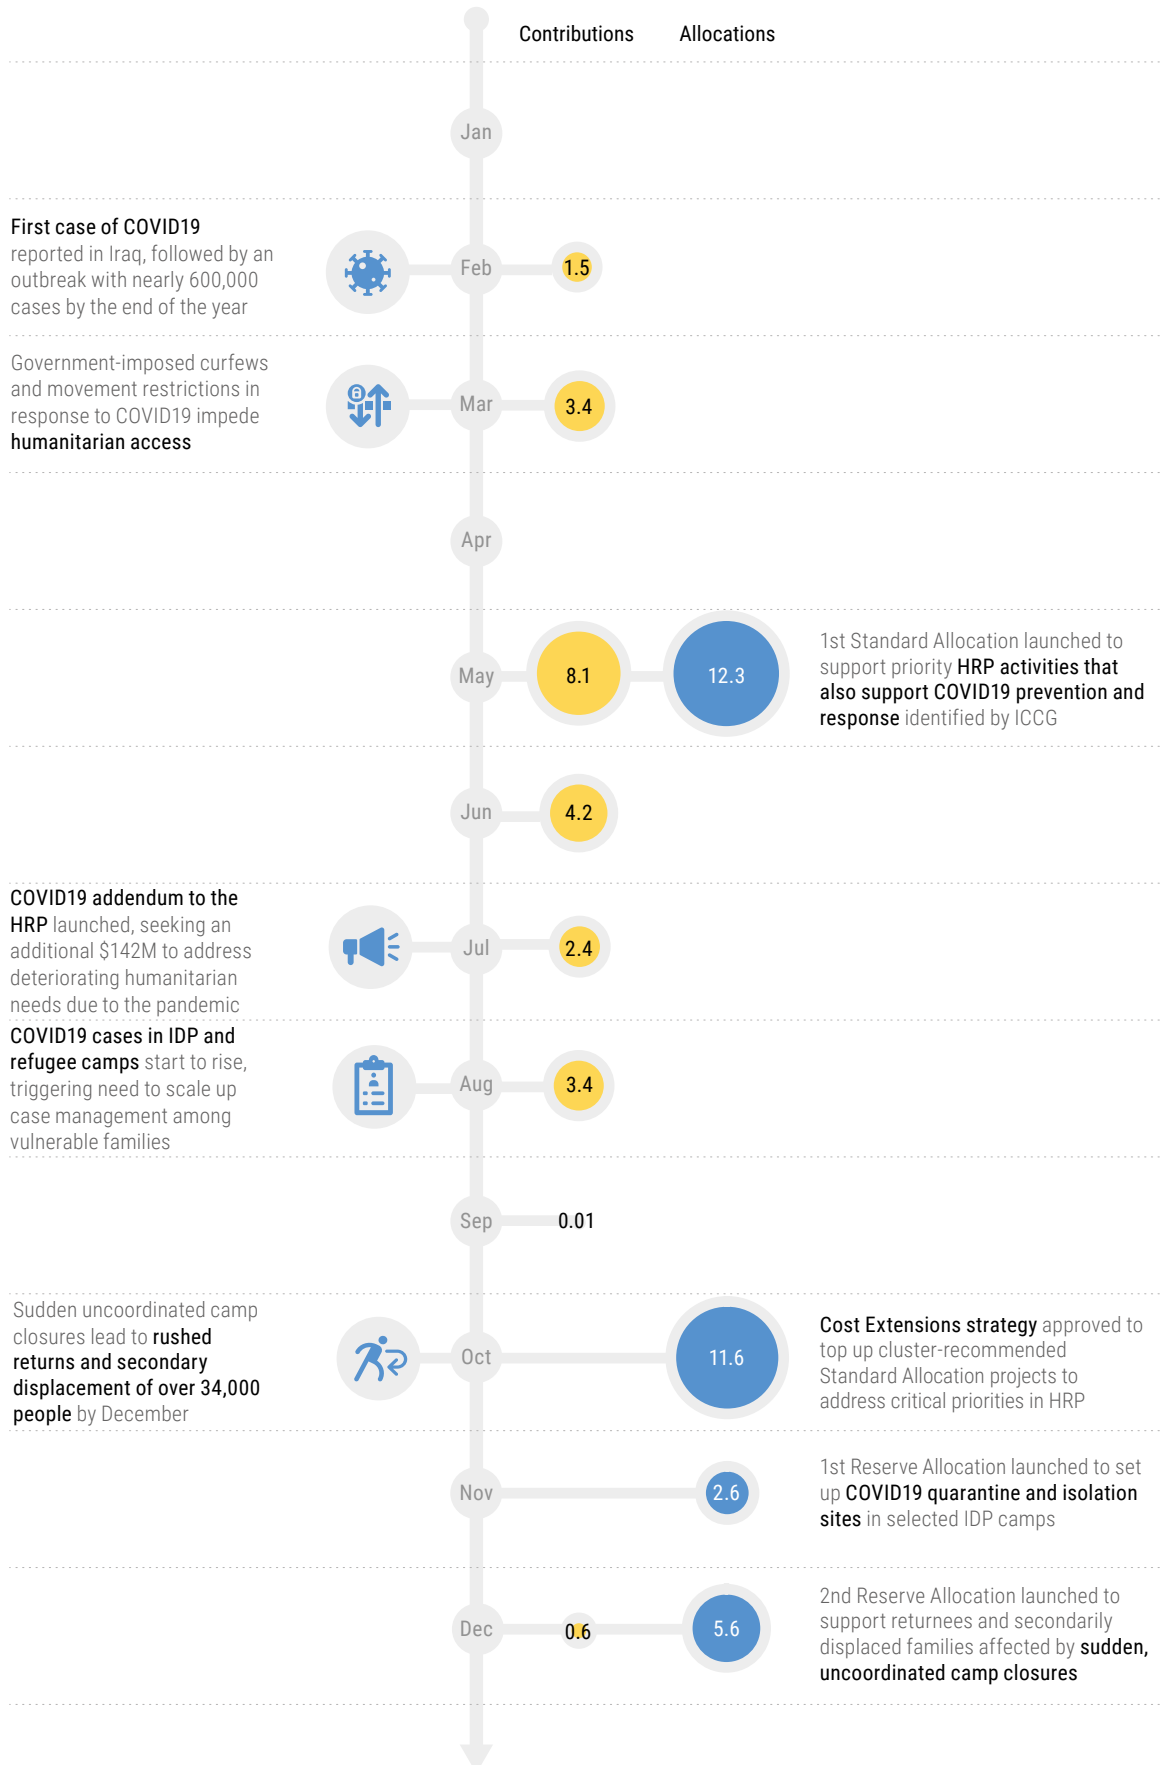 Contributions Allocations
Jan
First case of COVID19
reported in Iraq, followed by an
outbreak with nearly 600,000
cases by the end of the year
Feb
1.5
Government-imposed curfews
and movement restrictions in
response to COVID19 impede
humanitarian access
Mar
3.4
Apr
May
8.1
12.3
1st Standard Allocation launched to
support priority HRP activities that
also support COVID19 prevention and
response identified by ICCG
Jun
4.2
COVID19 addendum to the
HRP launched, seeking an
additional $142M to address
deteriorating humanitarian
needs due to the pandemic
Jul
2.4
COVID19 cases in IDP and
refugee camps start to rise,
triggering need to scale up
case management among
vulnerable families
Aug
3.4
Sep
0.01
Sudden uncoordinated camp
closures lead to rushed
returns and secondary
displacement of over 34,000
people by December
Oct
11.6
Cost Extensions strategy approved to
top up cluster-recommended
Standard Allocation projects to
address critical priorities in HRP
Nov
2.6
1st Reserve Allocation launched to set
up COVID19 quarantine and isolation
sites in selected IDP camps
Dec
0.6
5.6
2nd Reserve Allocation launched to
support returnees and secondarily
displaced families affected by sudden,
uncoordinated camp closures